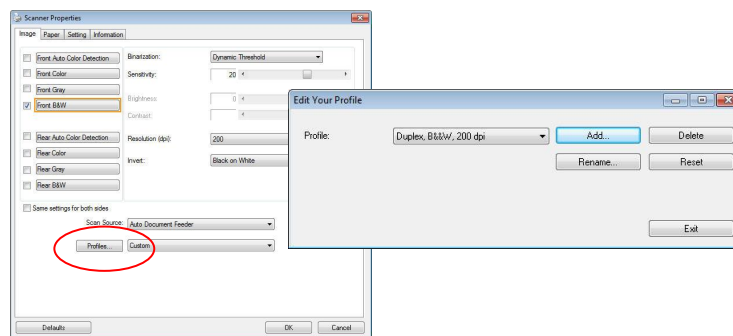 Scanner Properties
Image Paper Setting Information
Front Auto Color Detection
Front Color
Front Gray
Front B&W
Rear Auto Color Detection
Rear Color
Rear Gray
Rear B&W
Binarization: Dynamic Threshold
Sensitivity: 20
Brightness: 0
Contrast:
Resolution (dpi): 200
Invert: Black on White
Same settings for both sides
Scan Source: Auto Document Feeder
Profiles... Custom
Defaults OK Cancel
Edit Your Profile
Profile: Duplex, B&&W, 200 dpi Add... Delete
Rename... Reset
Exit